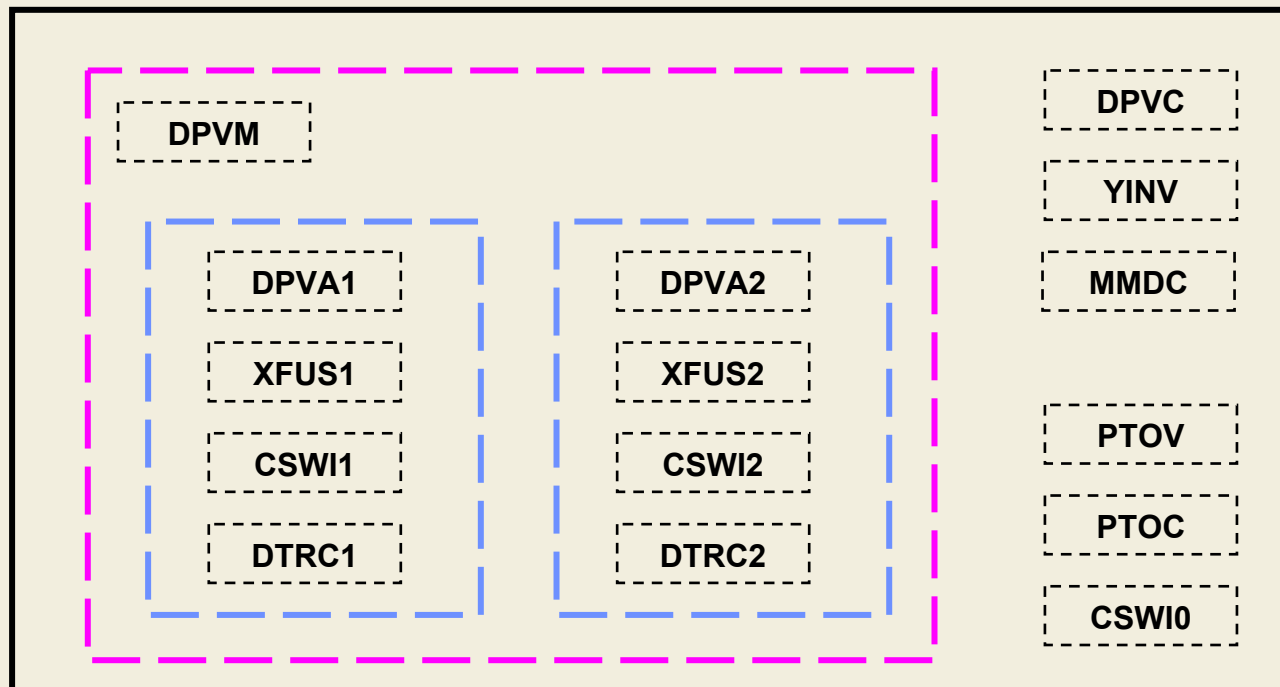 DPVM
DPVA1
XFUS1
CSWI1
DTRC1
DPVA2
XFUS2
CSWI2
DTRC2
DPVC
YINV
MMDC
PTOV
PTOC
CSWI0